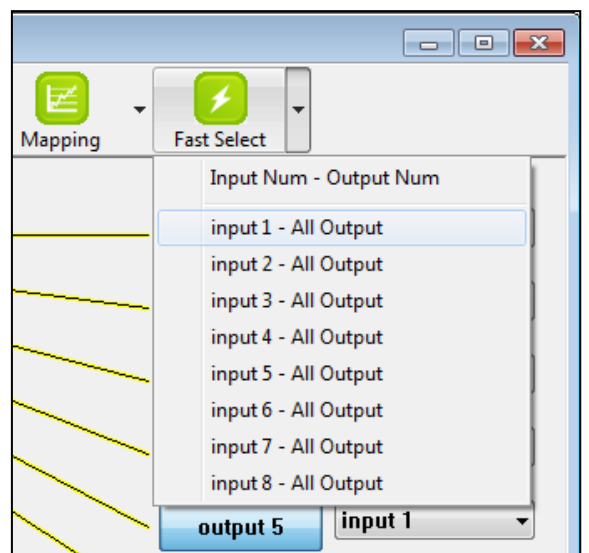 Mapping
Fast Select
Input Num - Output Num
input 1 - All Output
input 2 - All Output
input 3 - All Output
input 4 - All Output
input 5 - All Output
input 6 - All Output
input 7 - All Output
input 8 - All Output
output 5
input 1